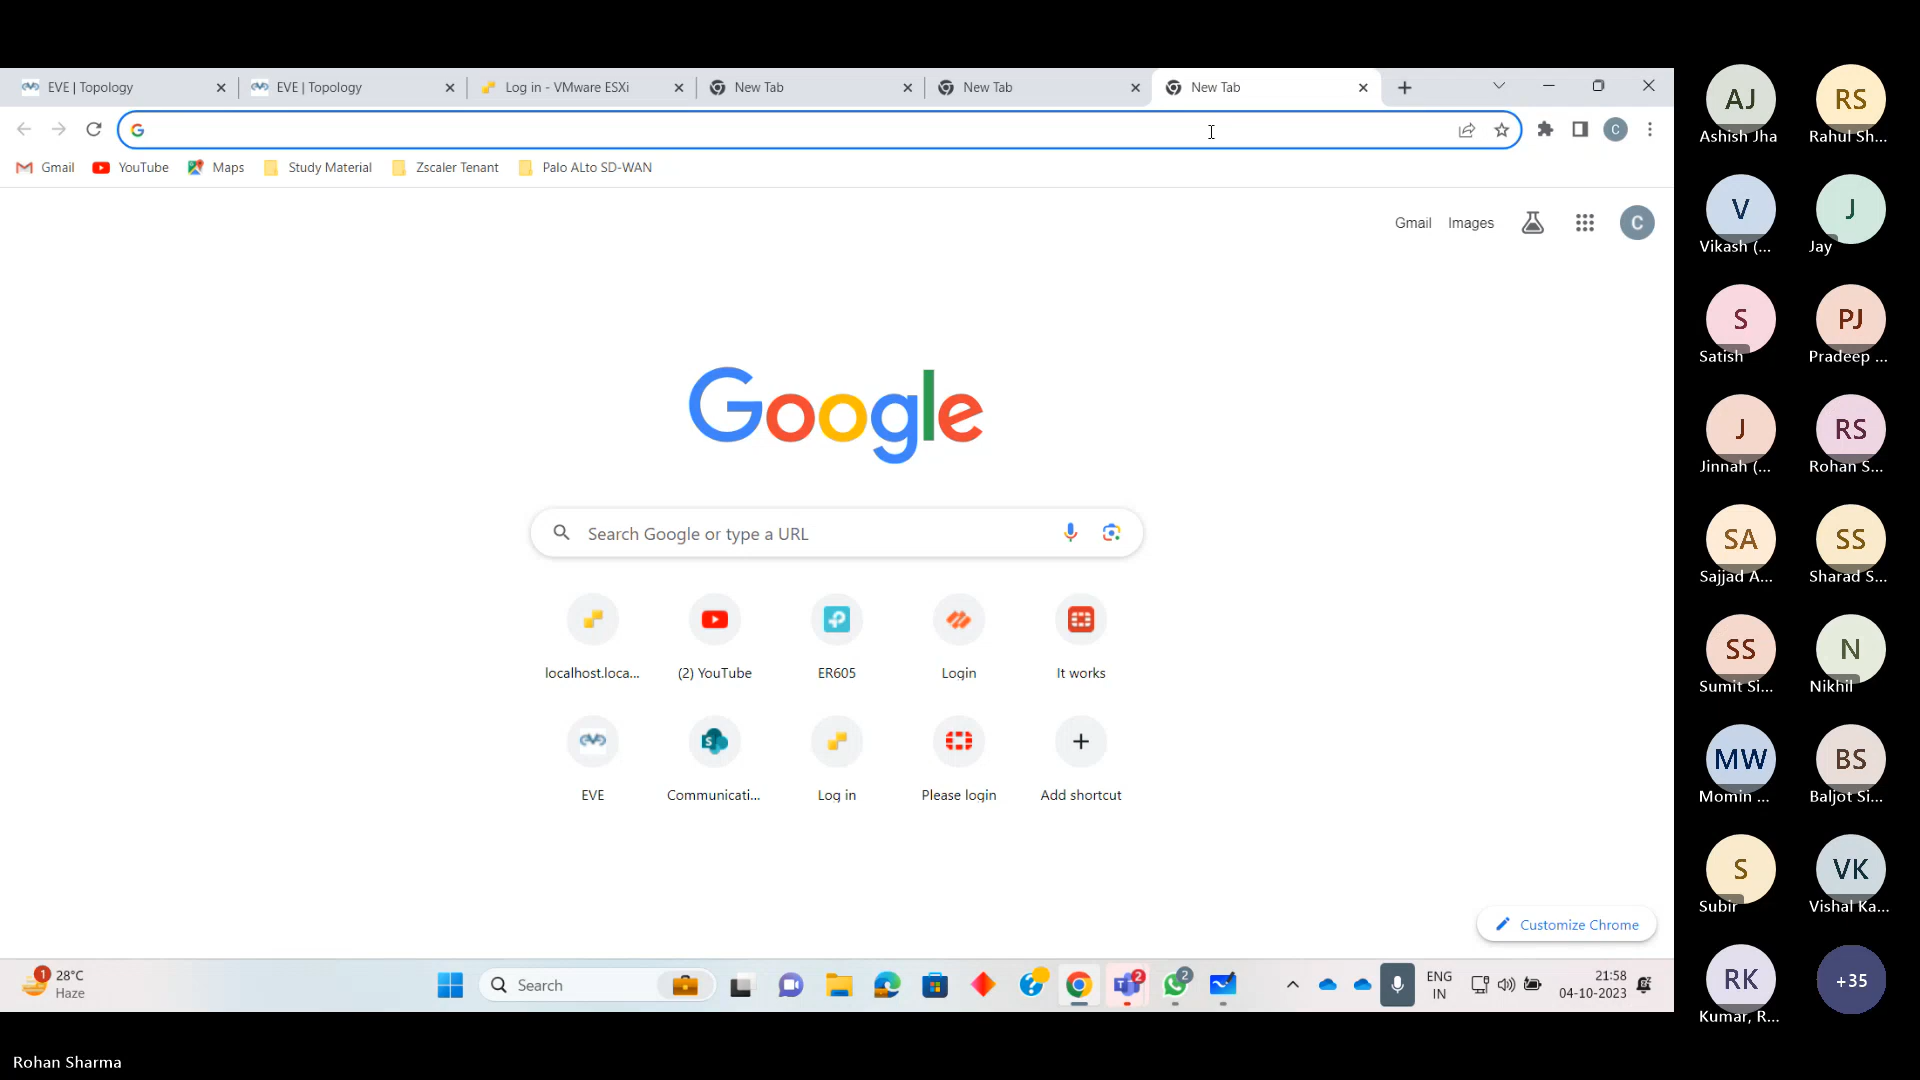 EVE | Topology
EVE | Topology
Log in - VMware ESXi
New Tab
New Tab
New Tab
G
C
Gmail
YouTube
Maps
Study Material
Zscaler Tenant
Palo ALto SD-WAN
Gmail
Images
C
Google
Search Google or type a URL
localhost.loca...
(2) YouTube
ER605
Login
It works
S
EVE
Communicati...
Log in
Please login
Add shortcut
Customize Chrome
1
28°C
Haze
Search
2
2
ENG
IN
21:58
04-10-2023
AJ
Ashish Jha
RS
Rahul Sh...
V
Vikash (...
J
Jay
S
Satish
PJ
Pradeep ...
J
Jinnah (...
RS
Rohan S...
SA
Sajjad A...
SS
Sharad S...
SS
Sumit Si...
N
Nikhil
MW
Momin ...
BS
Baljot Si...
S
Subir
VK
Vishal Ka...
RK
Kumar, R...
+35
Rohan Sharma